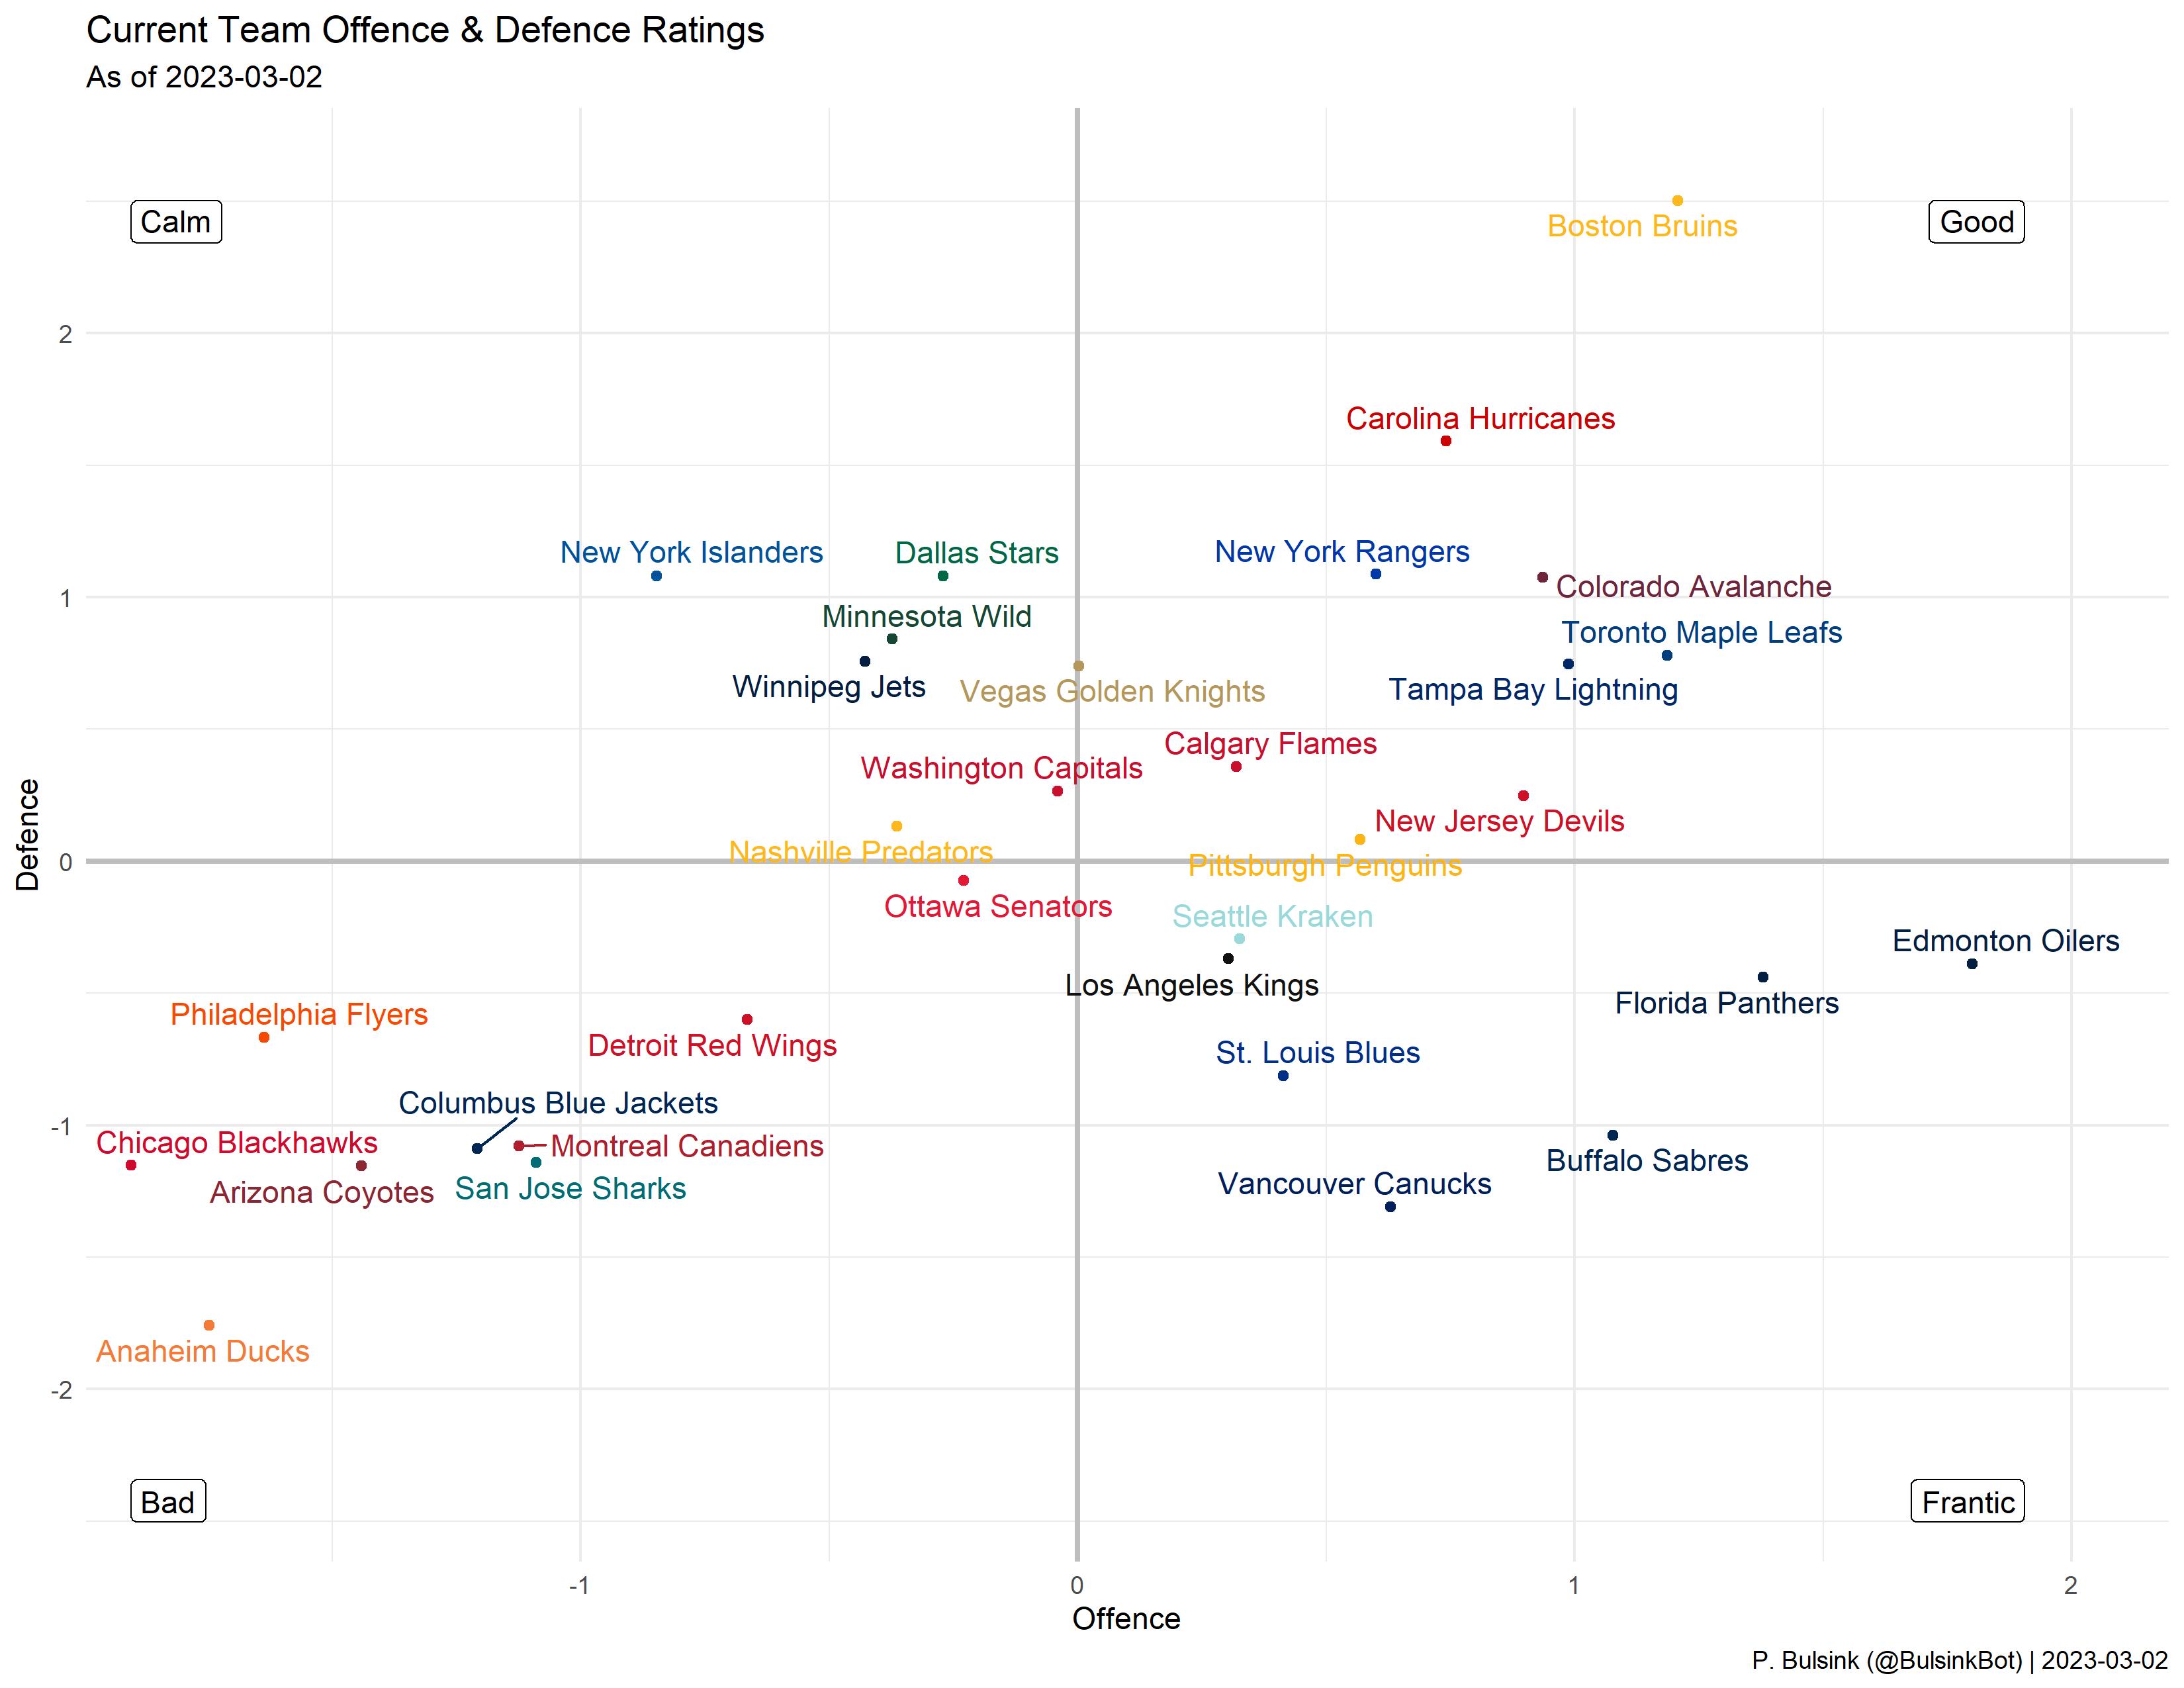 Current Team Offence & Defence Ratings
As of 2023-03-02
Calm
Good
Boston Bruins
2
Carolina Hurricanes
New York Islanders
Dallas Stars
New York Rangers
1
Colorado Avalanche
Minnesota Wild
Toronto Maple Leafs
Winnipeg Jets
Vegas Golden Knights
Tampa Bay Lightning
Calgary Flames
Washington Capitals
New Jersey Devils
Defence
Nashville Predators
0
Pittsburgh Penguins
Ottawa Senators
Seattle Kraken
Edmonton Oilers
Los Angeles Kings
Florida Panthers
Philadelphia Flyers
Detroit Red Wings
St. Louis Blues
Columbus Blue Jackets
-1
Chicago Blackhawks
Montreal Canadiens
Buffalo Sabres
Arizona Coyotes
San Jose Sharks
Vancouver Canucks
Anaheim Ducks
-2
Bad
Frantic
-1
0
1
2
Offence
P. Bulsink (@BulsinkBot) | 2023-03-02